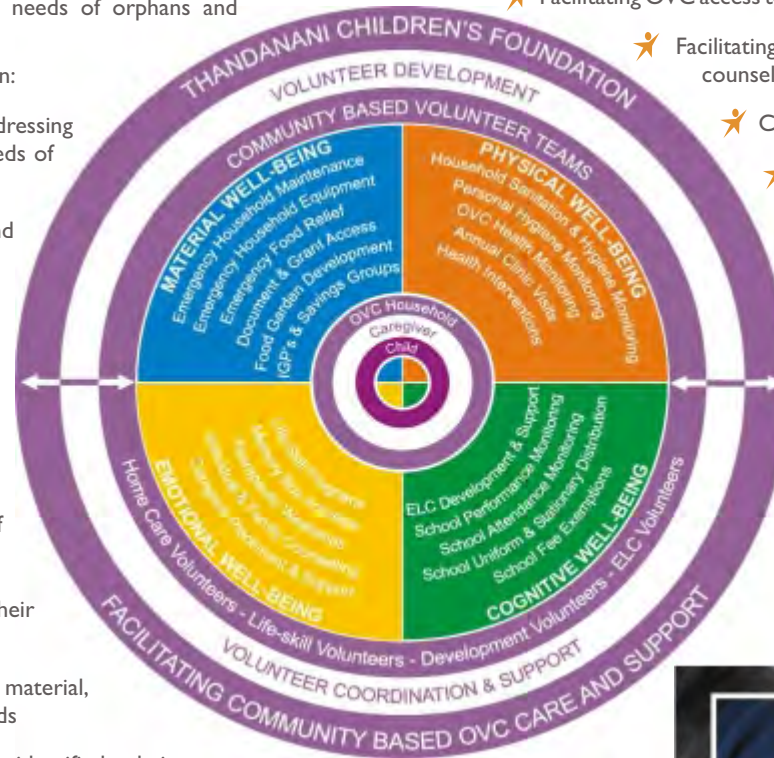 needs of orphans and
n:
dressing
eds of
nd
f
heir
material,
ds
Facilitating OVC access t
Facilitating
counsel
C
THANDANANI CHILDREN'S FOUNDATION
VOLUNTEER DEVELOPMENT
COMMUNITY BASED VOLUNTEER TEAMS
MATERIAL WELL-BEING
Emergency Household Maintenance
Emergency Household Equipment
Emergency Food Relief
Document & Grant Access
Food Garden Development
IGP's & Savings Groups
PHYSICAL WELL-BEING
Household Sanitation & Hygiene Monitoring
Personal Hygiene Monitoring
OVC Health Monitoring
Annual Clinic Visits
Health Interventions
OVC Household
Caregiver
Child
EMOTIONAL WELL-BEING
& Support
ELC Development & Support
School Performance Monitoring
School Attendance Monitoring
School Uniform & Stationary Distribution
School Fee Exemptions
COGNITIVE WELL-BEING
Home Care Volunteers - Life-skill Volunteers - Development Volunteers - ELC Volunteers
VOLUNTEER COORDINATION & SUPPORT
FACILITATING COMMUNITY BASED OVC CARE AND SUPPORT